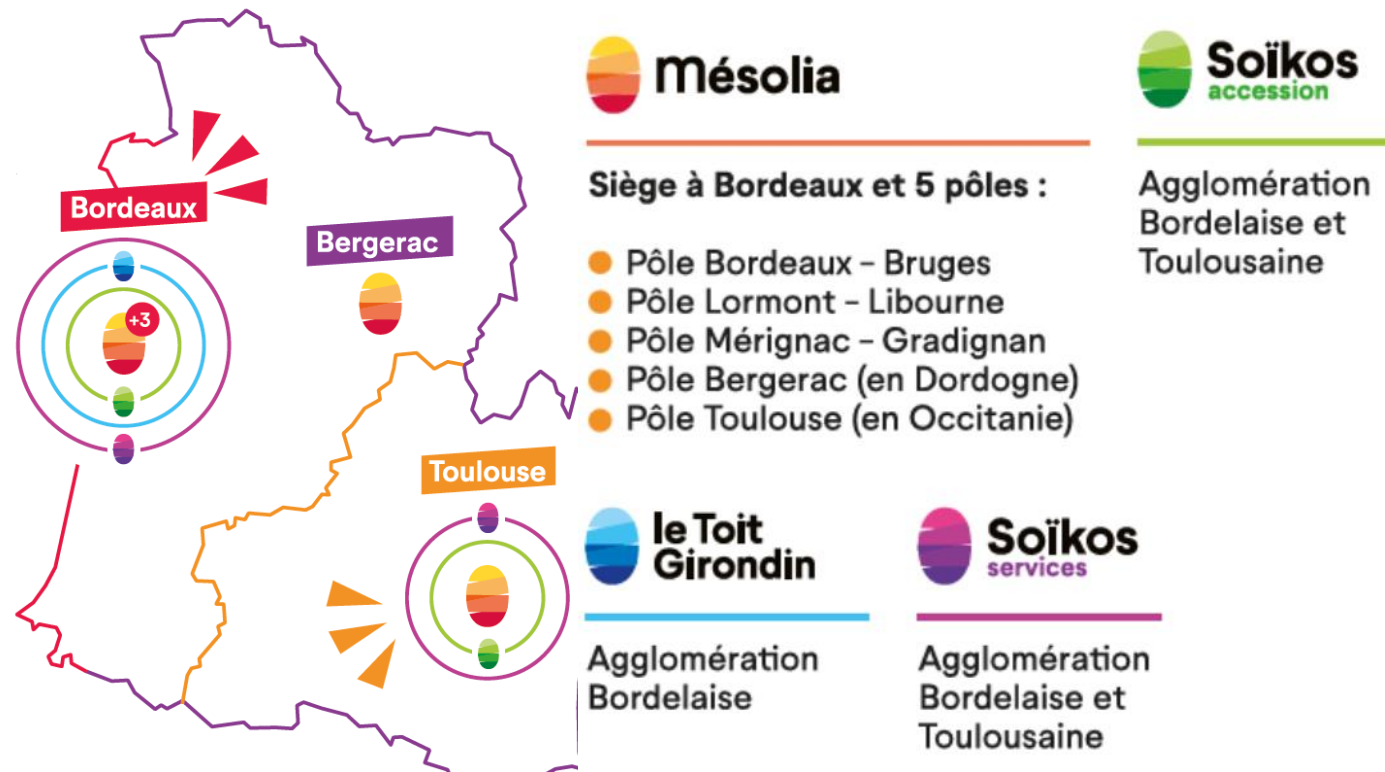 Bordeaux
+3
Bergerac
Toulouse
mésolia
Siège à Bordeaux et 5 pôles :
Pôle Bordeaux – Bruges
Pôle Lormont – Libourne
Pôle Mérignac – Gradignan
Pôle Bergerac (en Dordogne)
Pôle Toulouse (en Occitanie)
Soïkos
accession
Agglomération
Bordelaise et
Toulousaine
le Toit
Girondin
Agglomération
Bordelaise
Soïkos
services
Agglomération
Bordelaise et
Toulousaine